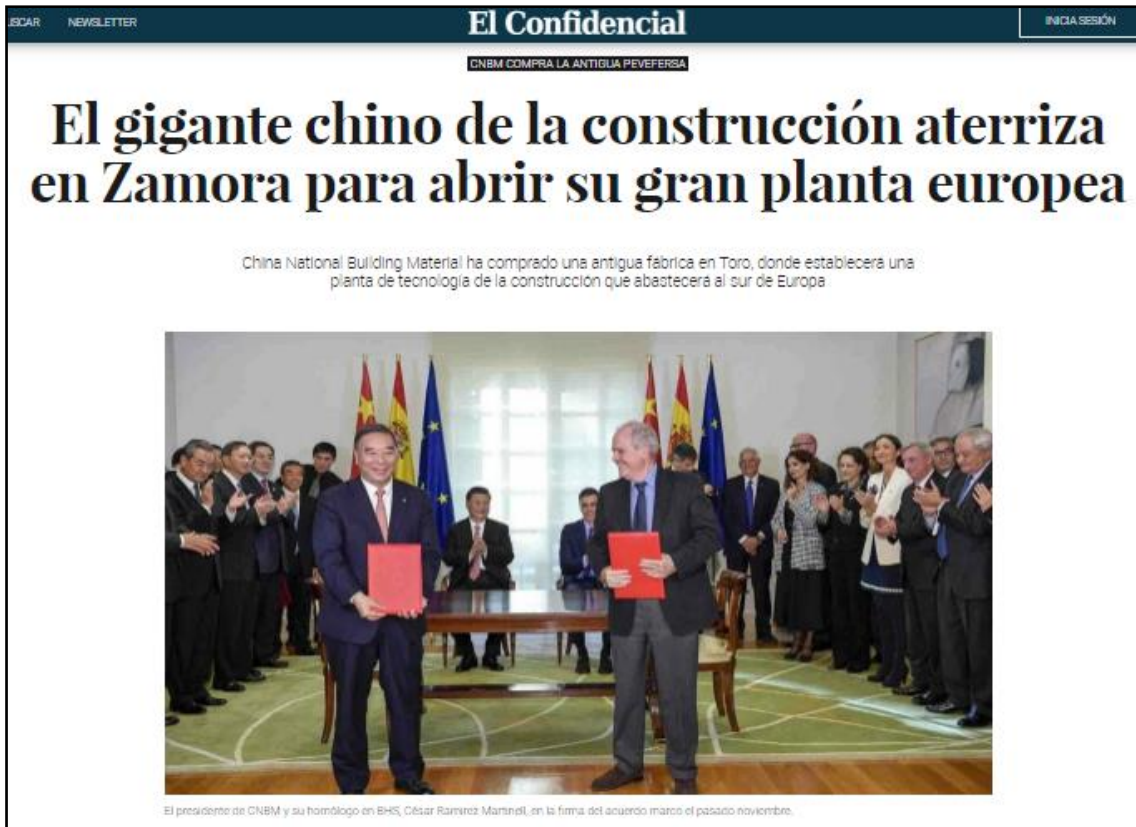 USCAR NEWSLETTER El Confidencial INICIA SESIÓN
CNBM COMPRA LA ANTIGUA PEVEFERSA
El gigante chino de la construcción aterriza
en Zamora para abrir su gran planta europea
China National Building Material ha comprado una antigua fábrica en Toro, donde establecerá una
planta de tecnología de la construcción que abastecerá al sur de Europa
El presidente de CNBM y su homólogo en BHS, César Ramírez Martinell, en la firma del acuerdo marco el pasado noviembre.